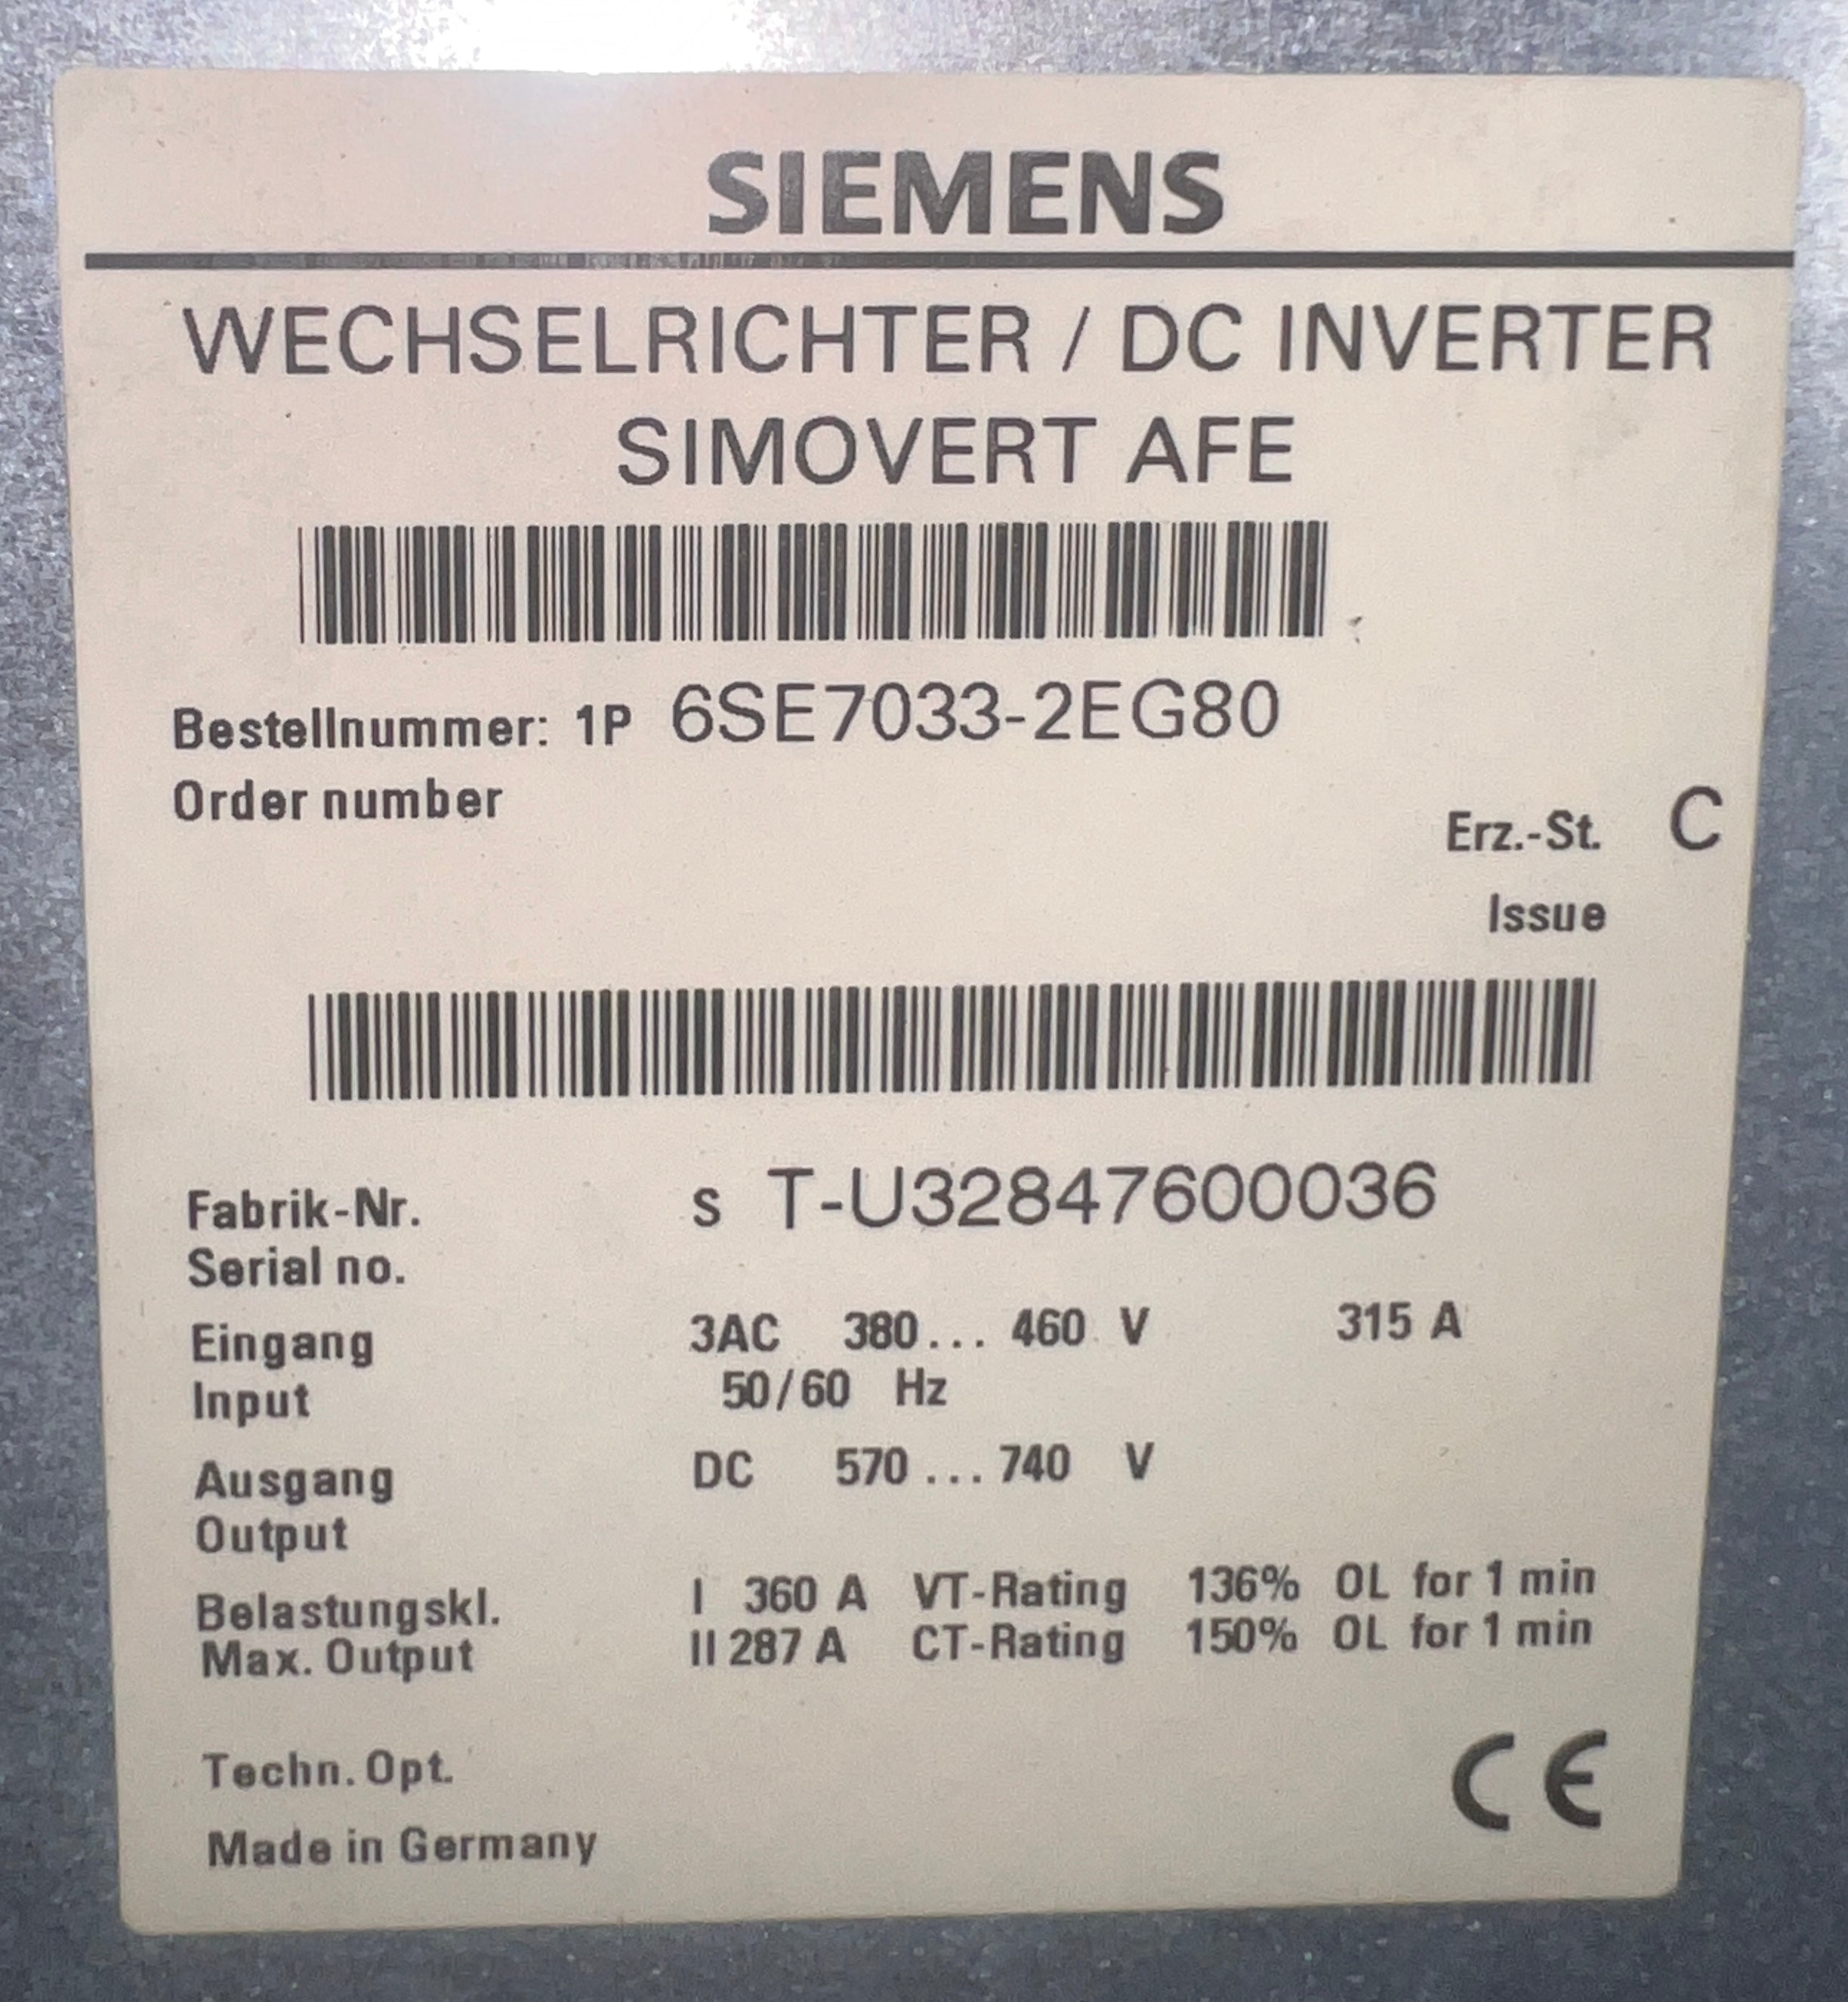 SIEMENS
WECHSELRICHTER / DC INVERTER
SIMOVERT AFE
Bestellnummer: 1P 6SE7033-2EG80
Order number
Erz.-St. C
Issue
Fabrik-Nr. S T-U32847600036
Serial no.
Eingang 3AC 380... 460 V 315 A
Input 50/60 Hz
Ausgang DC 570...740 V
Output
Belastungskl. I 360 A VT-Rating 136% OL for 1 min
Max. Output II 287 A CT-Rating 150% OL for 1 min
Techn. Opt.
Made in Germany
CE